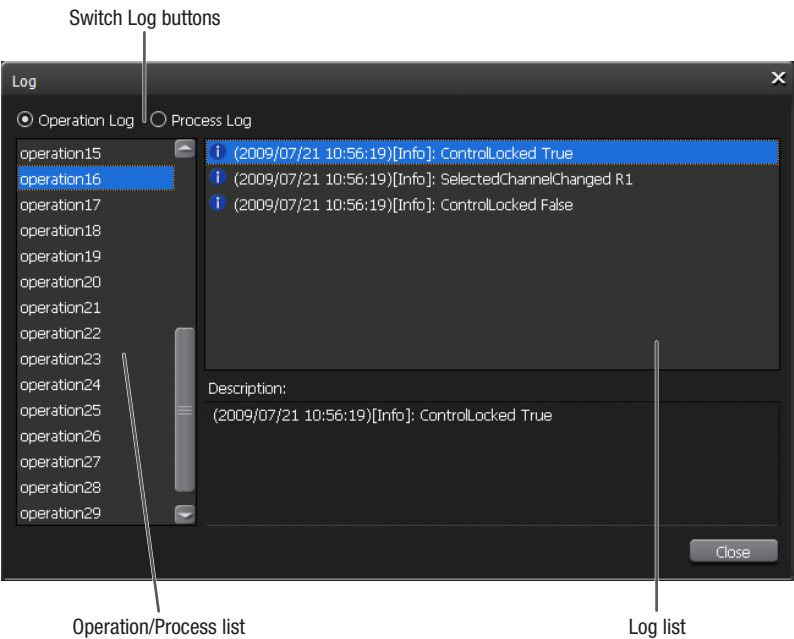 Switch Log buttons
Log
Operation Log Process Log
operation15
operation16
operation17
operation18
operation19
operation20
operation21
operation22
operation23
operation24
operation25
operation26
operation27
operation28
operation29
(2009/07/21 10:56:19)[Info]: ControlLocked True
(2009/07/21 10:56:19)[Info]: SelectedChannelChanged R1
(2009/07/21 10:56:19)[Info]: ControlLocked False
Description:
(2009/07/21 10:56:19)[Info]: ControlLocked True
Close
Operation/Process list
Log list